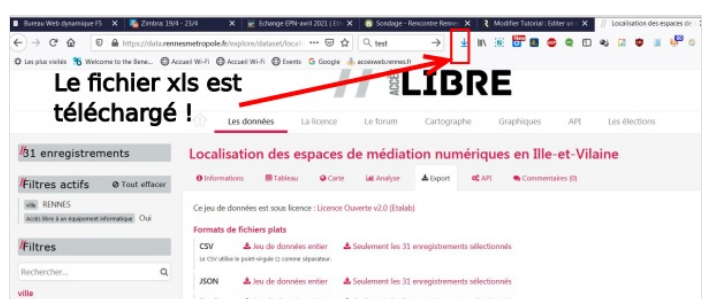 Bureau Web dynamique F5
Zimbra: 19/4 - 23/4
Echange EPN-avril 2021 | Et
Sondage - Rencontre Rennes
Modifier Tutorial : Editer un
Localisation des espaces de
https://data.rennesmetropole.fr/explore/dataset/locali
test
Les plus visités
Welcome to the Bene...
Accueil Wi-Fi
Accueil Wi-Fi
Events
Google
accesweb.rennes.fr
Le fichier xls est
téléchargé !
// ACCÈS LIBRE
Les données
La licence
Le forum
Cartographe
Graphiques
API
Les élections
31 enregistrements
Localisation des espaces de médiation numériques en Ille-et-Vilaine
Filtres actifs
Tout effacer
Informations
Tableau
Carte
Analyse
Export
API
Commentaires (0)
ville
RENNES
Accès libre à un équipement informatique
Oui
Ce jeu de données est sous licence : Licence Ouverte v2.0 (Etalab)
Filtres
Formats de fichiers plats
Rechercher...
CSV
Jeu de données entier
Seulement les 31 enregistrements sélectionnés
Le CSV utilise le point-virgule (;) comme séparateur.
JSON
Jeu de données entier
Seulement les 31 enregistrements sélectionnés
ville